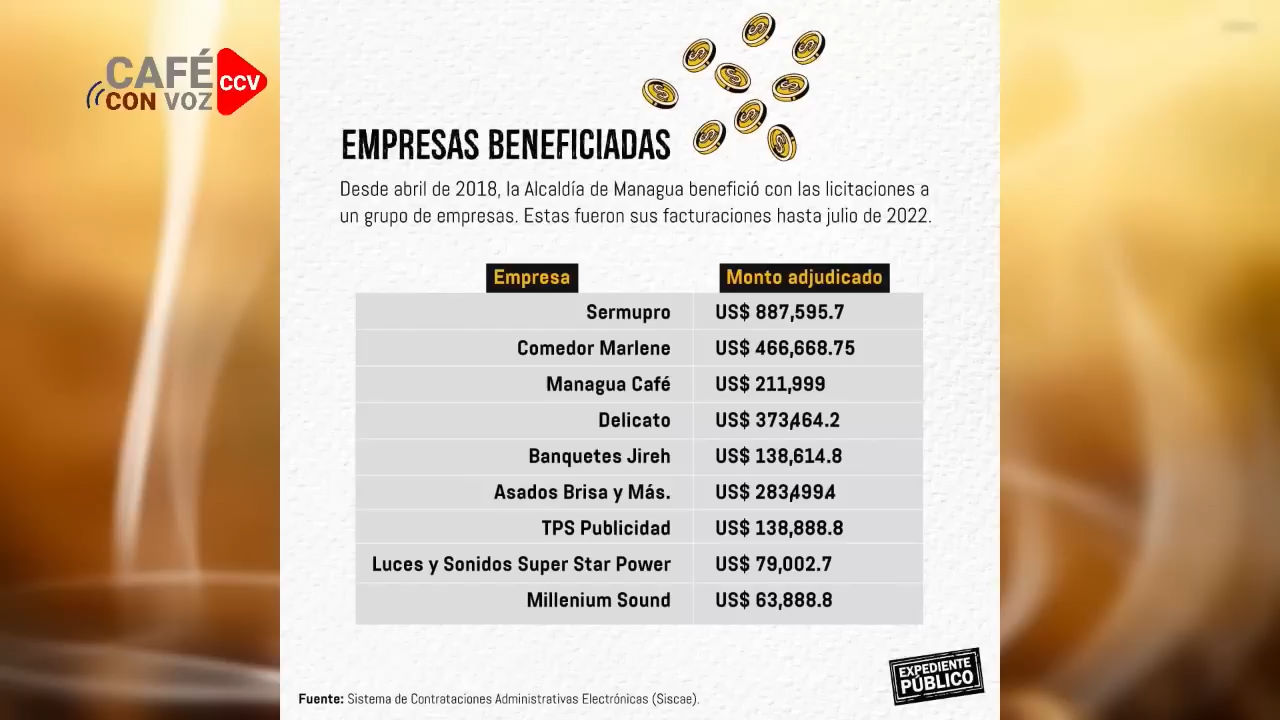 CAFÉ
CON VOZ
CCV
EMPRESAS BENEFICIADAS
Desde abril de 2018, la Alcaldía de Managua benefició con las licitaciones a
un grupo de empresas. Estas fueron sus facturaciones hasta julio de 2022.
Empresa Monto adjudicado
Sermupro US$ 887,595.7
Comedor Marlene US$ 466,668.75
Managua Café US$ 211,999
Delicato US$ 373,464.2
Banquetes Jireh US$ 138,614.8
Asados Brisa y Más. US$ 283,499.4
TPS Publicidad US$ 138,888.8
Luces y Sonidos Super Star Power US$ 79,002.7
Millenium Sound US$ 63,888.8
EXPEDIENTE
PÚBLICO
Fuente: Sistema de Contrataciones Administrativas Electrónicas (Siscae).